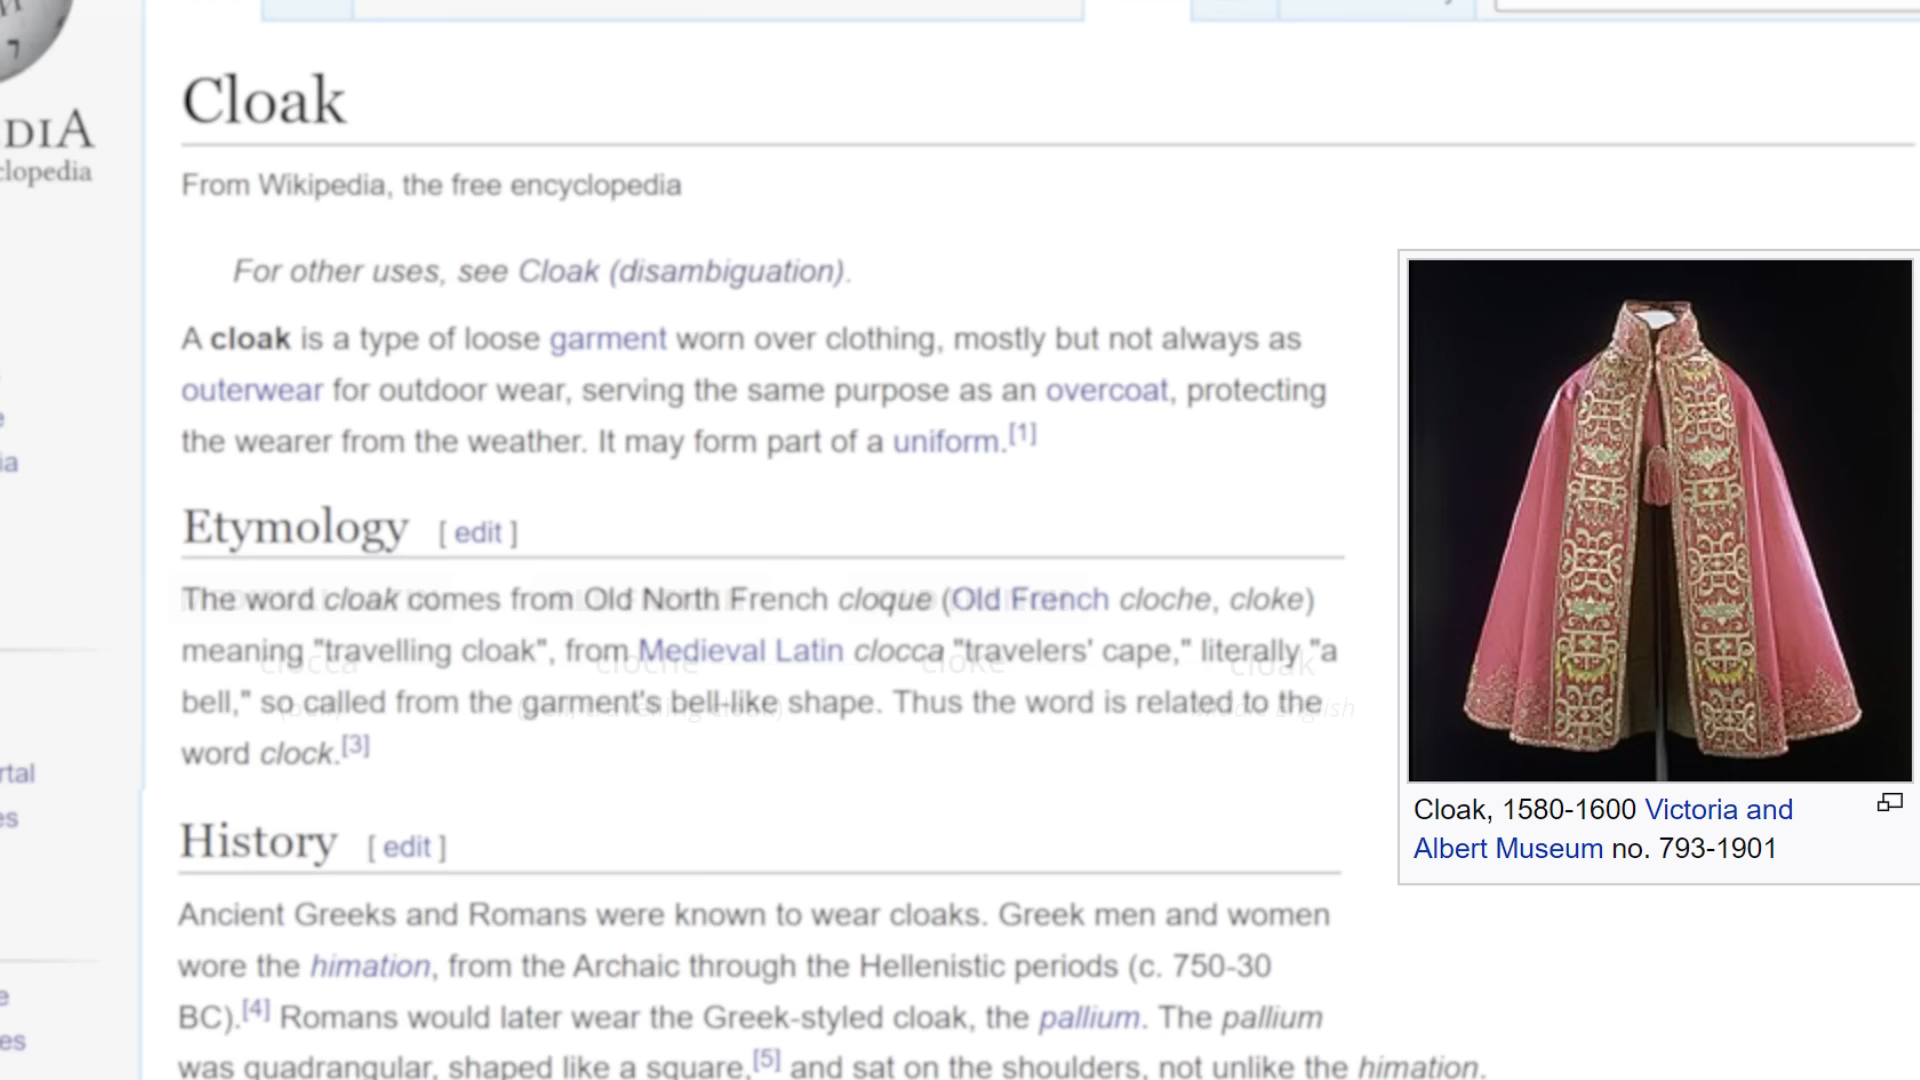 DIA
clopedia
Cloak
From Wikipedia, the free encyclopedia
For other uses, see Cloak (disambiguation).
A cloak is a type of loose garment worn over clothing, mostly but not always as
outerwear for outdoor wear, serving the same purpose as an overcoat, protecting
the wearer from the weather. It may form part of a uniform.[1]
Etymology [ edit ]
The word cloak comes from Old North French cloque (Old French cloche, cloke)
meaning "travelling cloak", from Medieval Latin clocca "travelers' cape," literally "a
bell," so called from the garment's bell-like shape. Thus the word is related to the
word clock.[3]
clocca cloche cloke cloak
History [ edit ]
Ancient Greeks and Romans were known to wear cloaks. Greek men and women
wore the himation, from the Archaic through the Hellenistic periods (c. 750-30
BC).[4] Romans would later wear the Greek-styled cloak, the pallium. The pallium
was quadrangular, shaped like a square,[5] and sat on the shoulders, not unlike the himation.
Cloak, 1580-1600 Victoria and
Albert Museum no. 793-1901
e
ia
rtal
es
e
es